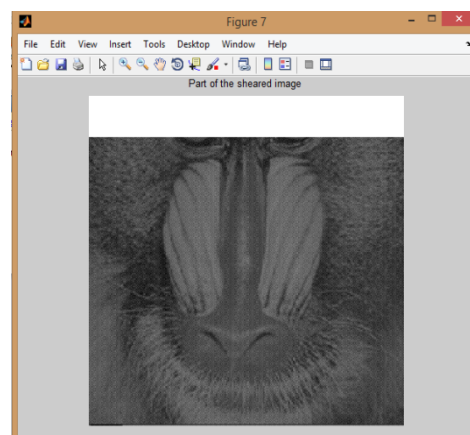 Figure 7
File Edit View Insert Tools Desktop Window Help
Part of the sheared image